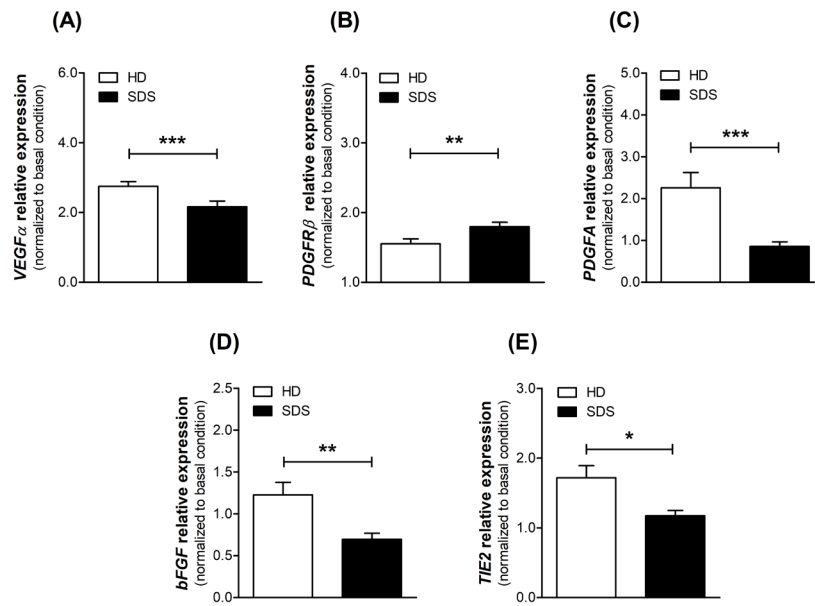 (A)
6.0
4.0
2.0
0.0
VEGFα relative expression
(normalized to basal condition)
HD
SDS
***
(B)
4.0
3.0
2.0
1.0
PDGFRβ relative expression
(normalized to basal condition)
HD
SDS
**
(C)
5.0
4.0
2.0
2.0
1.0
0.0
PDGFA relative expression
(normalized to basal condition)
HD
SDS
***
(D)
2.5
2.0
1.5
1.0
0.5
0.0
bFGF relative expression
(normalized to basal condition)
HD
SDS
**
(E)
3.0
2.0
1.0
0.0
TIE2 relative expression
(normalized to basal condition)
HD
SDS
*